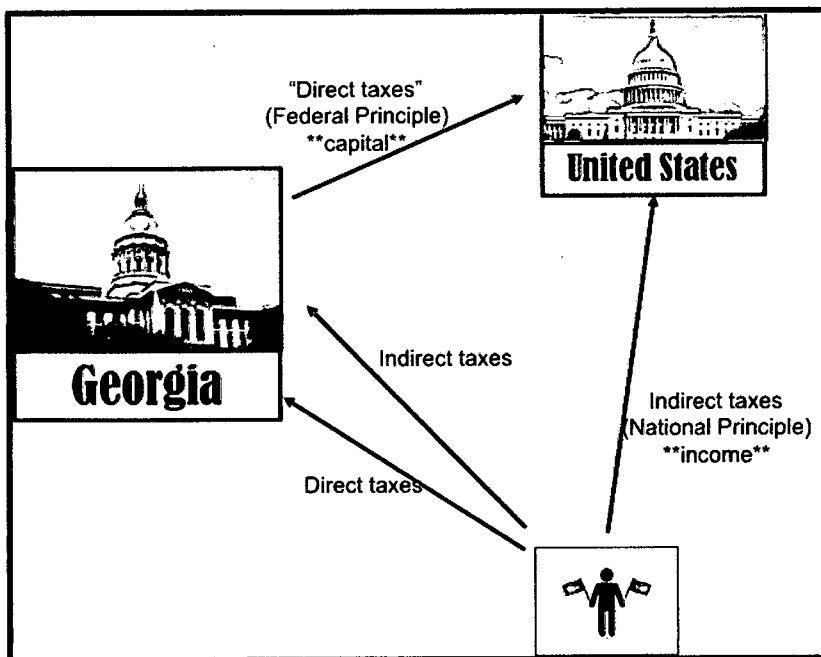 "Direct taxes"
(Federal Principle)
**capital**
United States
Georgia
Indirect taxes
Direct taxes
Indirect taxes
(National Principle)
**income**